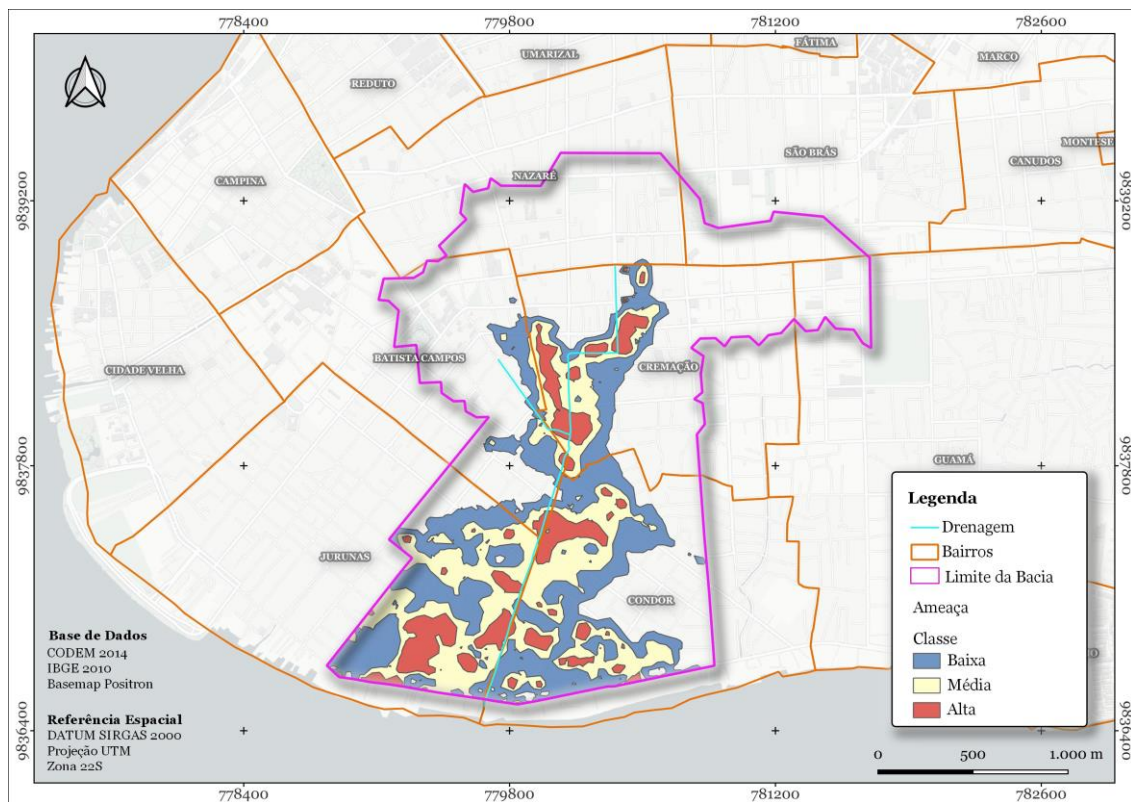 778400 779800 781200 782600
UMARIZAL
FÁTIMA
MARCO
REDUTO
MONTESE
SÃO BRÁS
CANUDOS
NAZARÉ
CAMPINA
9839200 9839200
BATISTA CAMPOS
CREMAÇÃO
CIDADE VELHA
GUAMÁ
9837800 9837800
JURUNAS
CONDOR
Legenda
Drenagem
Bairros
Limite da Bacia
Ameaça
Classe
Baixa
Média
Alta
Base de Dados
CODEM 2014
IBGE 2010
Basemap Positron
Referência Espacial
DATUM SIRGAS 2000
Projeção UTM
Zona 22S
9836400 9836400
0 500 1.000 m
778400 779800 781200 782600